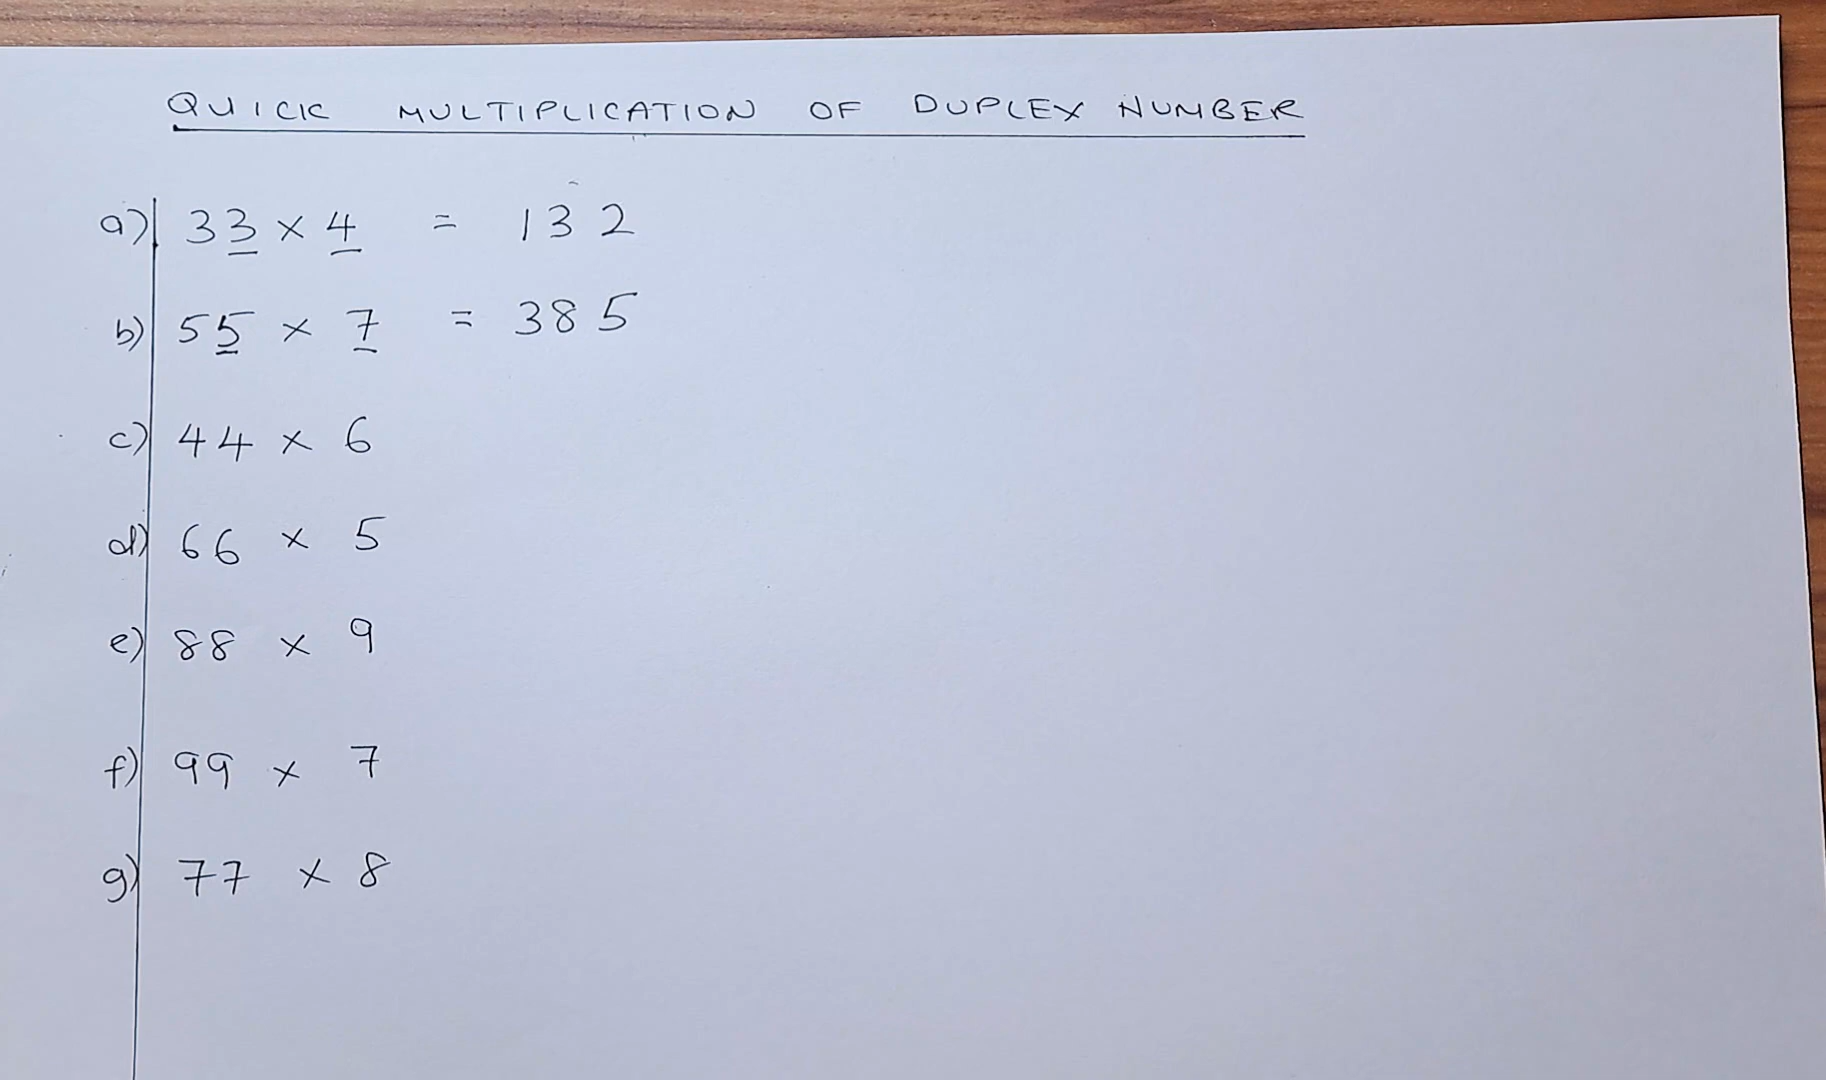 QUICK MULTIPLICATION OF DUPLEX NUMBER
a) 33 × 4 = 132
b) 55 × 7 = 385
c) 44 × 6
d) 66 × 5
e) 88 × 9
f) 99 × 7
g) 77 × 8